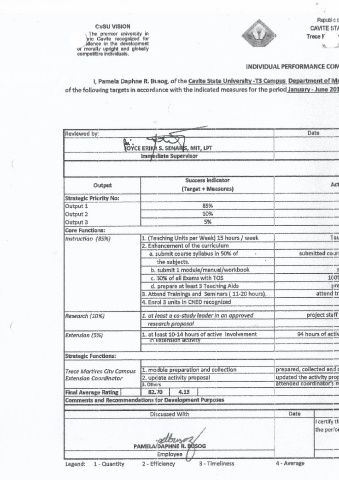 CvSU VISION
The premier university in
ric Cavite recognized for
ellence in the development
of morally upright and globally
competitive individuals.
Republic o
CAVITE STA
Trece M
INDIVIDUAL PERFORMANCE COM
I, Pamela Daphne R. Busog, of the Cavite State University -T3 Campus Department of Ma
of the following targets in accordance with the indicated measures for the period January - June 201
Reviewed by:
Date
JOYCE ERIKA S. SENARIS, MIT, LPT
Immediate Supervisor
Output
Success Indicator
(Target + Measures)
Act
Strategic Priority No:
Output 1 85%
Output 2 10%
Output 3 5%
Core Functions:
Instruction (85%) 1. (Teaching Units per Week) 15 hours / week
2. Enhancement of the curriculum
a. submit course syllabus in 50% of submitted cour
the subjects.
b. submit 1 module/manual/workbook
c. 50% of all Exams with TOS 100%
d. prepare at least 3 Teaching Aids
3. Attend Trainings and Seminars (11-20 hours). attend tr
4. Enrol 3 units in CHED recognized
Research (10%) 1. at least a co-study leader in an approved project staff
research proposal
Extension (5%) 1. at least 10-14 hours of active involvement 94 hours of activ
in extension activity
Strategic Functions:
Trece Martires City Campus 1. module preparation and collection prepared, collected and c
Extension Coordinator 2. update activity proposal updated the activity prop
3. Others attended coordinator's m
Final Average Rating 82.70 4.13
Comments and Recommendations for Development Purposes
Discussed With Date
I certify th
the perfor
PAMELA DAPHNE R. BUSOG
Employee
Legend: 1 - Quantity 2 - Efficiency 3 - Timeliness 4 - Average